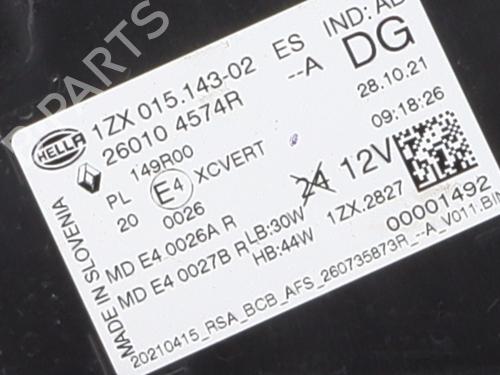 PARTS
HELLA
1ZX 015.143-02 ES IND: AD
26010 4574R --A DG
149R00 28.10.21
PL E4 XCVERT 09:18:26
20 0026 24 12V
MADE IN SLOVENIA
MD E4 0026A R LB:30W 1ZX.2827
MD E4 0027B R HB:44W 00001492
20210415_RSA_BCB_AFS_260735873R_-A_V011.BIN